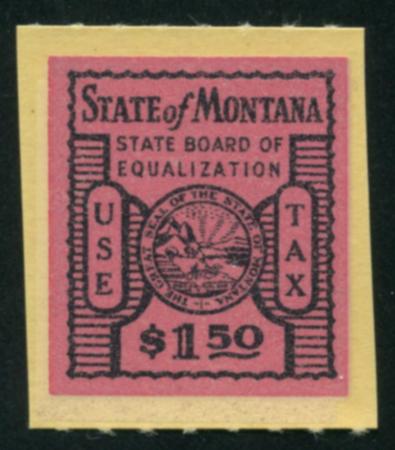 STATE of MONTANA
STATE BOARD OF
EQUALIZATION
USE
TAX
THE GREAT SEAL OF THE STATE OF MONTANA
$1.50